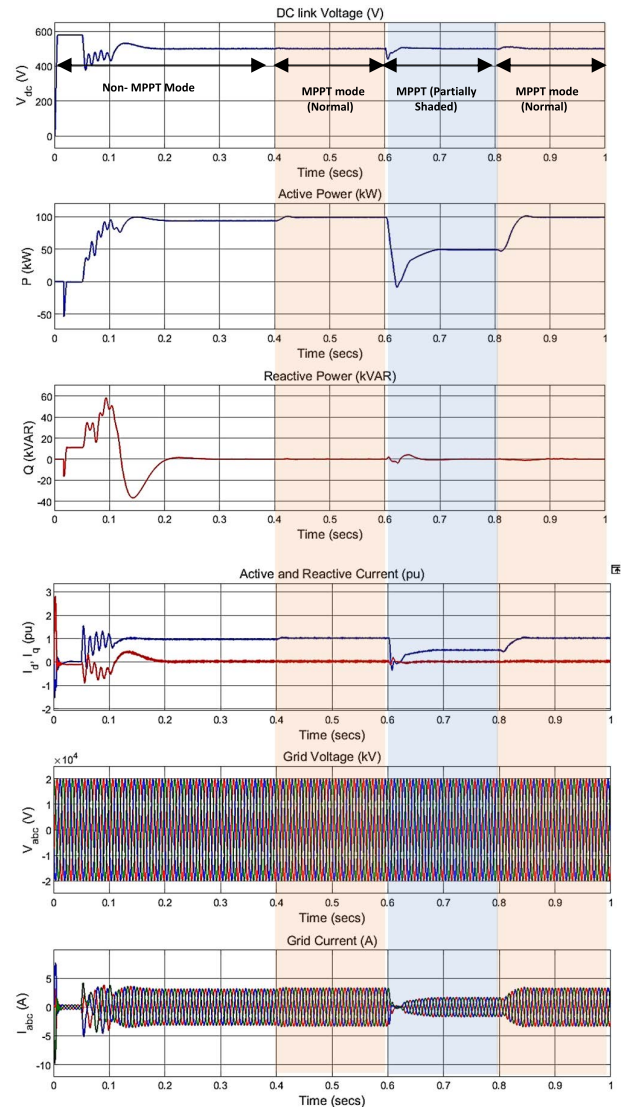 DC link Voltage (V)
600
400
200
0
V_dc (V)
Non- MPPT Mode
MPPT mode
(Normal)
MPPT (Partially
Shaded)
MPPT mode
(Normal)
0 0.1 0.2 0.3 0.4 0.5 0.6 0.7 0.8 0.9 1
Time (secs)
Active Power (kW)
100
50
0
-50
P (kW)
0 0.1 0.2 0.3 0.4 0.5 0.6 0.7 0.8 0.9 1
Time (secs)
Reactive Power (kVAR)
60
40
20
0
-20
-40
Q (kVAR)
0 0.1 0.2 0.3 0.4 0.5 0.6 0.7 0.8 0.9 1
Time (secs)
Active and Reactive Current (pu)
3
2
1
0
-1
-2
I_d, I_q (pu)
0 0.1 0.2 0.3 0.4 0.5 0.6 0.7 0.8 0.9 1
Time (secs)
Grid Voltage (kV)
×10^4
2
1
0
-1
-2
V_abc (V)
0 0.1 0.2 0.3 0.4 0.5 0.6 0.7 0.8 0.9 1
Time (secs)
Grid Current (A)
5
0
-5
-10
I_abc (A)
0 0.1 0.2 0.3 0.4 0.5 0.6 0.7 0.8 0.9 1
Time (secs)